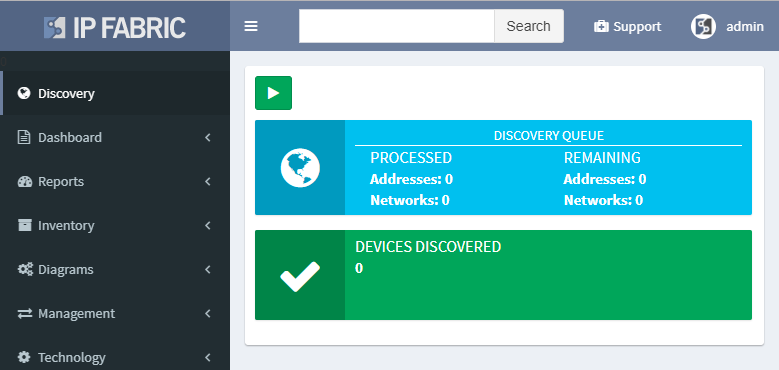 IP FABRIC
Search
Support
admin
Discovery
Dashboard
Reports
Inventory
Diagrams
Management
Technology
DISCOVERY QUEUE
PROCESSED REMAINING
Addresses: 0 Addresses: 0
Networks: 0 Networks: 0
DEVICES DISCOVERED
0